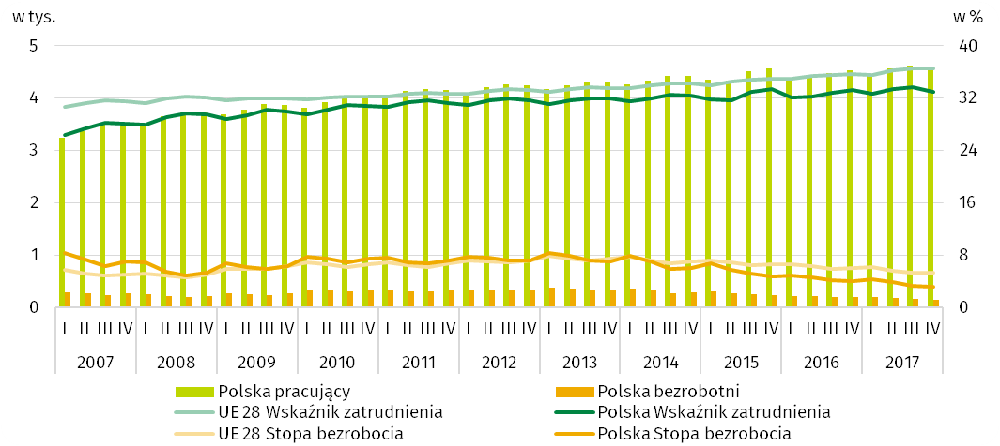 w tys. w %
5 40
4 32
3 24
2 16
1 8
0 0
I II III IV I II III IV I II III IV I II III IV I II III IV I II III IV I II III IV I II III IV I II III IV I II III IV I II III IV
2007 2008 2009 2010 2011 2012 2013 2014 2015 2016 2017
Polska pracujący Polska bezrobotni
UE 28 Wskaźnik zatrudnienia Polska Wskaźnik zatrudnienia
UE 28 Stopa bezrobocia Polska Stopa bezrobocia